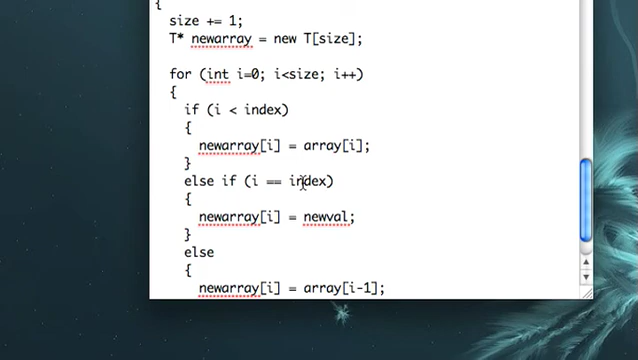 {
size += 1;
T* newarray = new T[size];
for (int i=0; i<size; i++)
{
if (i < index)
{
newarray[i] = array[i];
}
else if (i == index)
{
newarray[i] = newval;
}
else
{
newarray[i] = array[i-1];